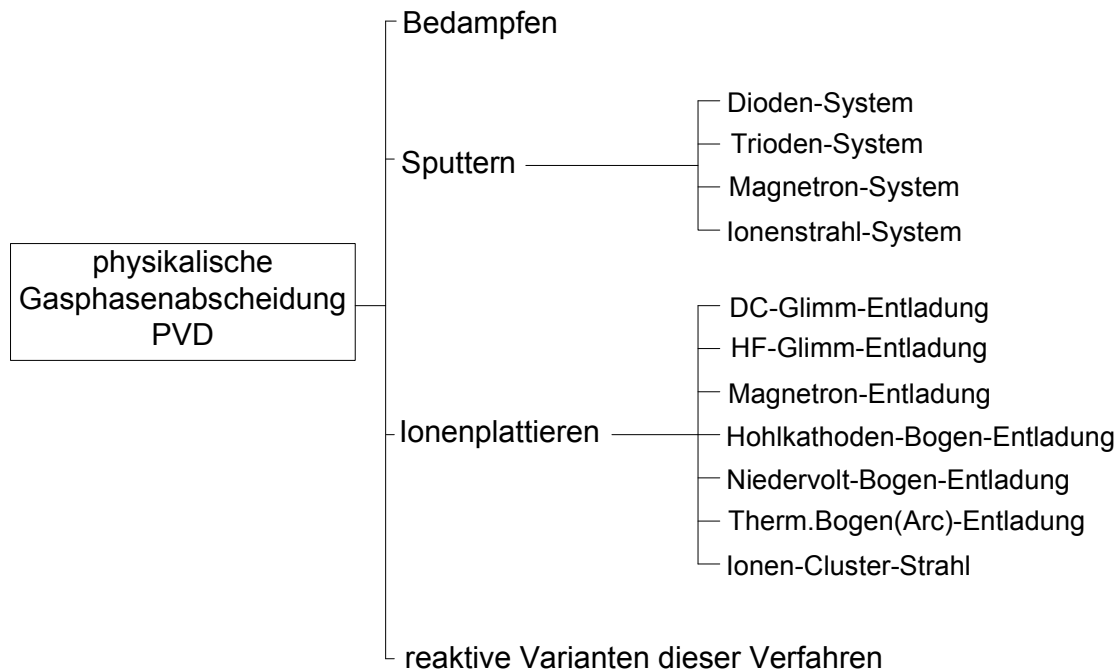 physikalische
Gasphasenabscheidung
PVD
Bedampfen
Sputtern
Dioden-System
Trioden-System
Magnetron-System
Ionenstrahl-System
Ionenplattieren
DC-Glimm-Entladung
HF-Glimm-Entladung
Magnetron-Entladung
Hohlkathoden-Bogen-Entladung
Niedervolt-Bogen-Entladung
Therm.Bogen(Arc)-Entladung
Ionen-Cluster-Strahl
reaktive Varianten dieser Verfahren